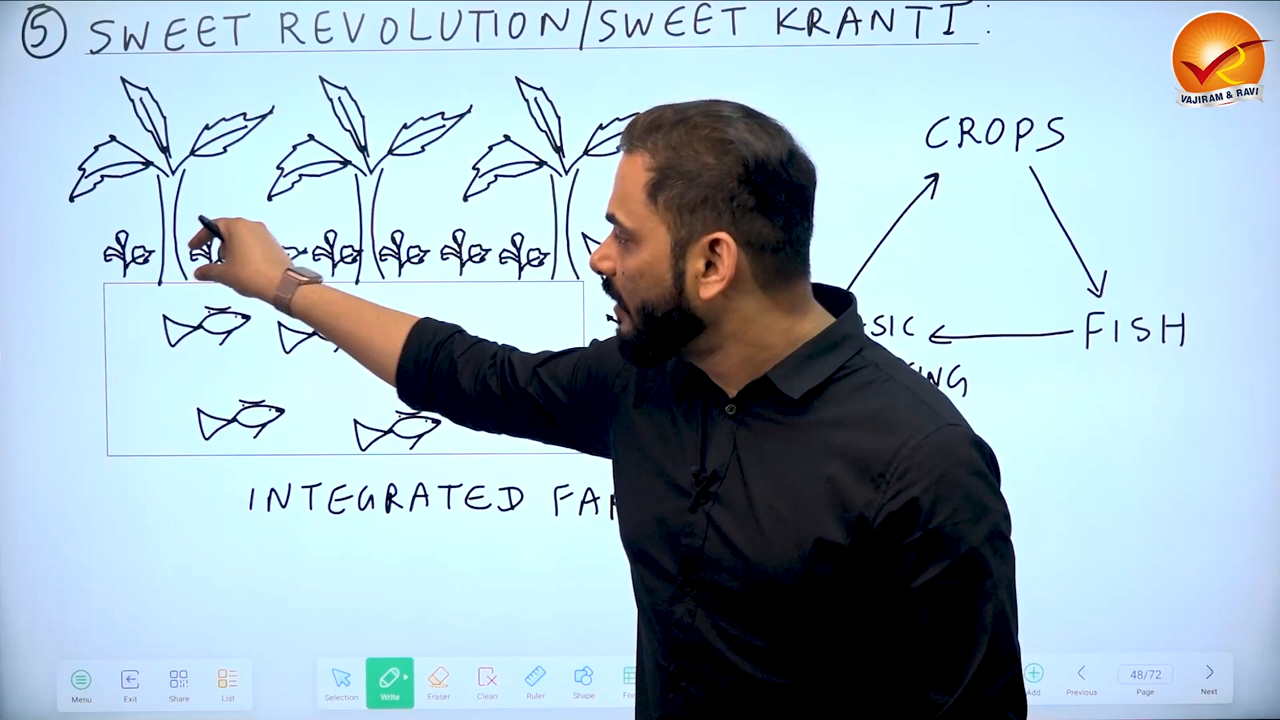 ⑤ SWEET REVOLUTION/SWEET KRANTI:
VAJIRAM & RAVI
CROPS
FISH
INTEGRATED
Menu
Exit
Share
List
Selection
Write
Eraser
Clean
Ruler
Shape
Add
Previous
48/72
Page
Next